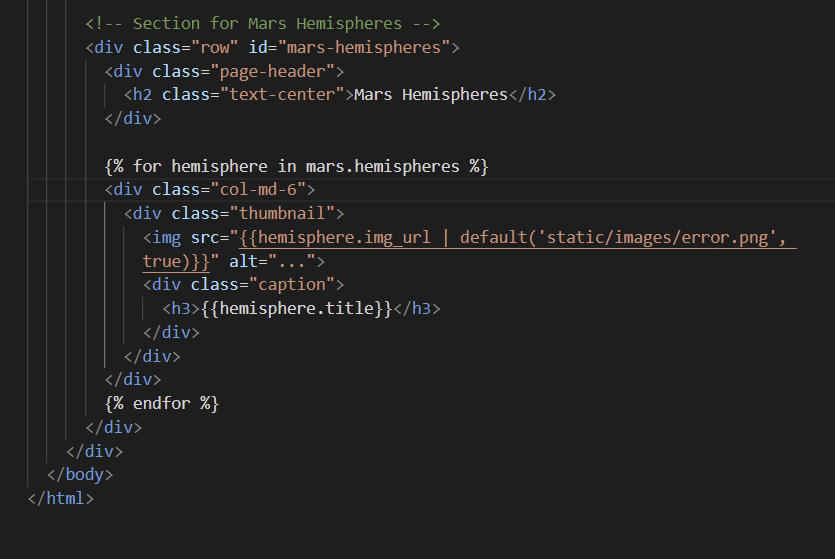 <!-- Section for Mars Hemispheres -->
<div class="row" id="mars-hemispheres">
<div class="page-header">
<h2 class="text-center">Mars Hemispheres</h2>
</div>
{% for hemisphere in mars.hemispheres %}
<div class="col-md-6">
<div class="thumbnail">
<img src="{{hemisphere.img_url | default('static/images/error.png',
true)}}" alt="...">
<div class="caption">
<h3>{{hemisphere.title}}</h3>
</div>
</div>
</div>
{% endfor %}
</div>
</div>
</body>
</html>